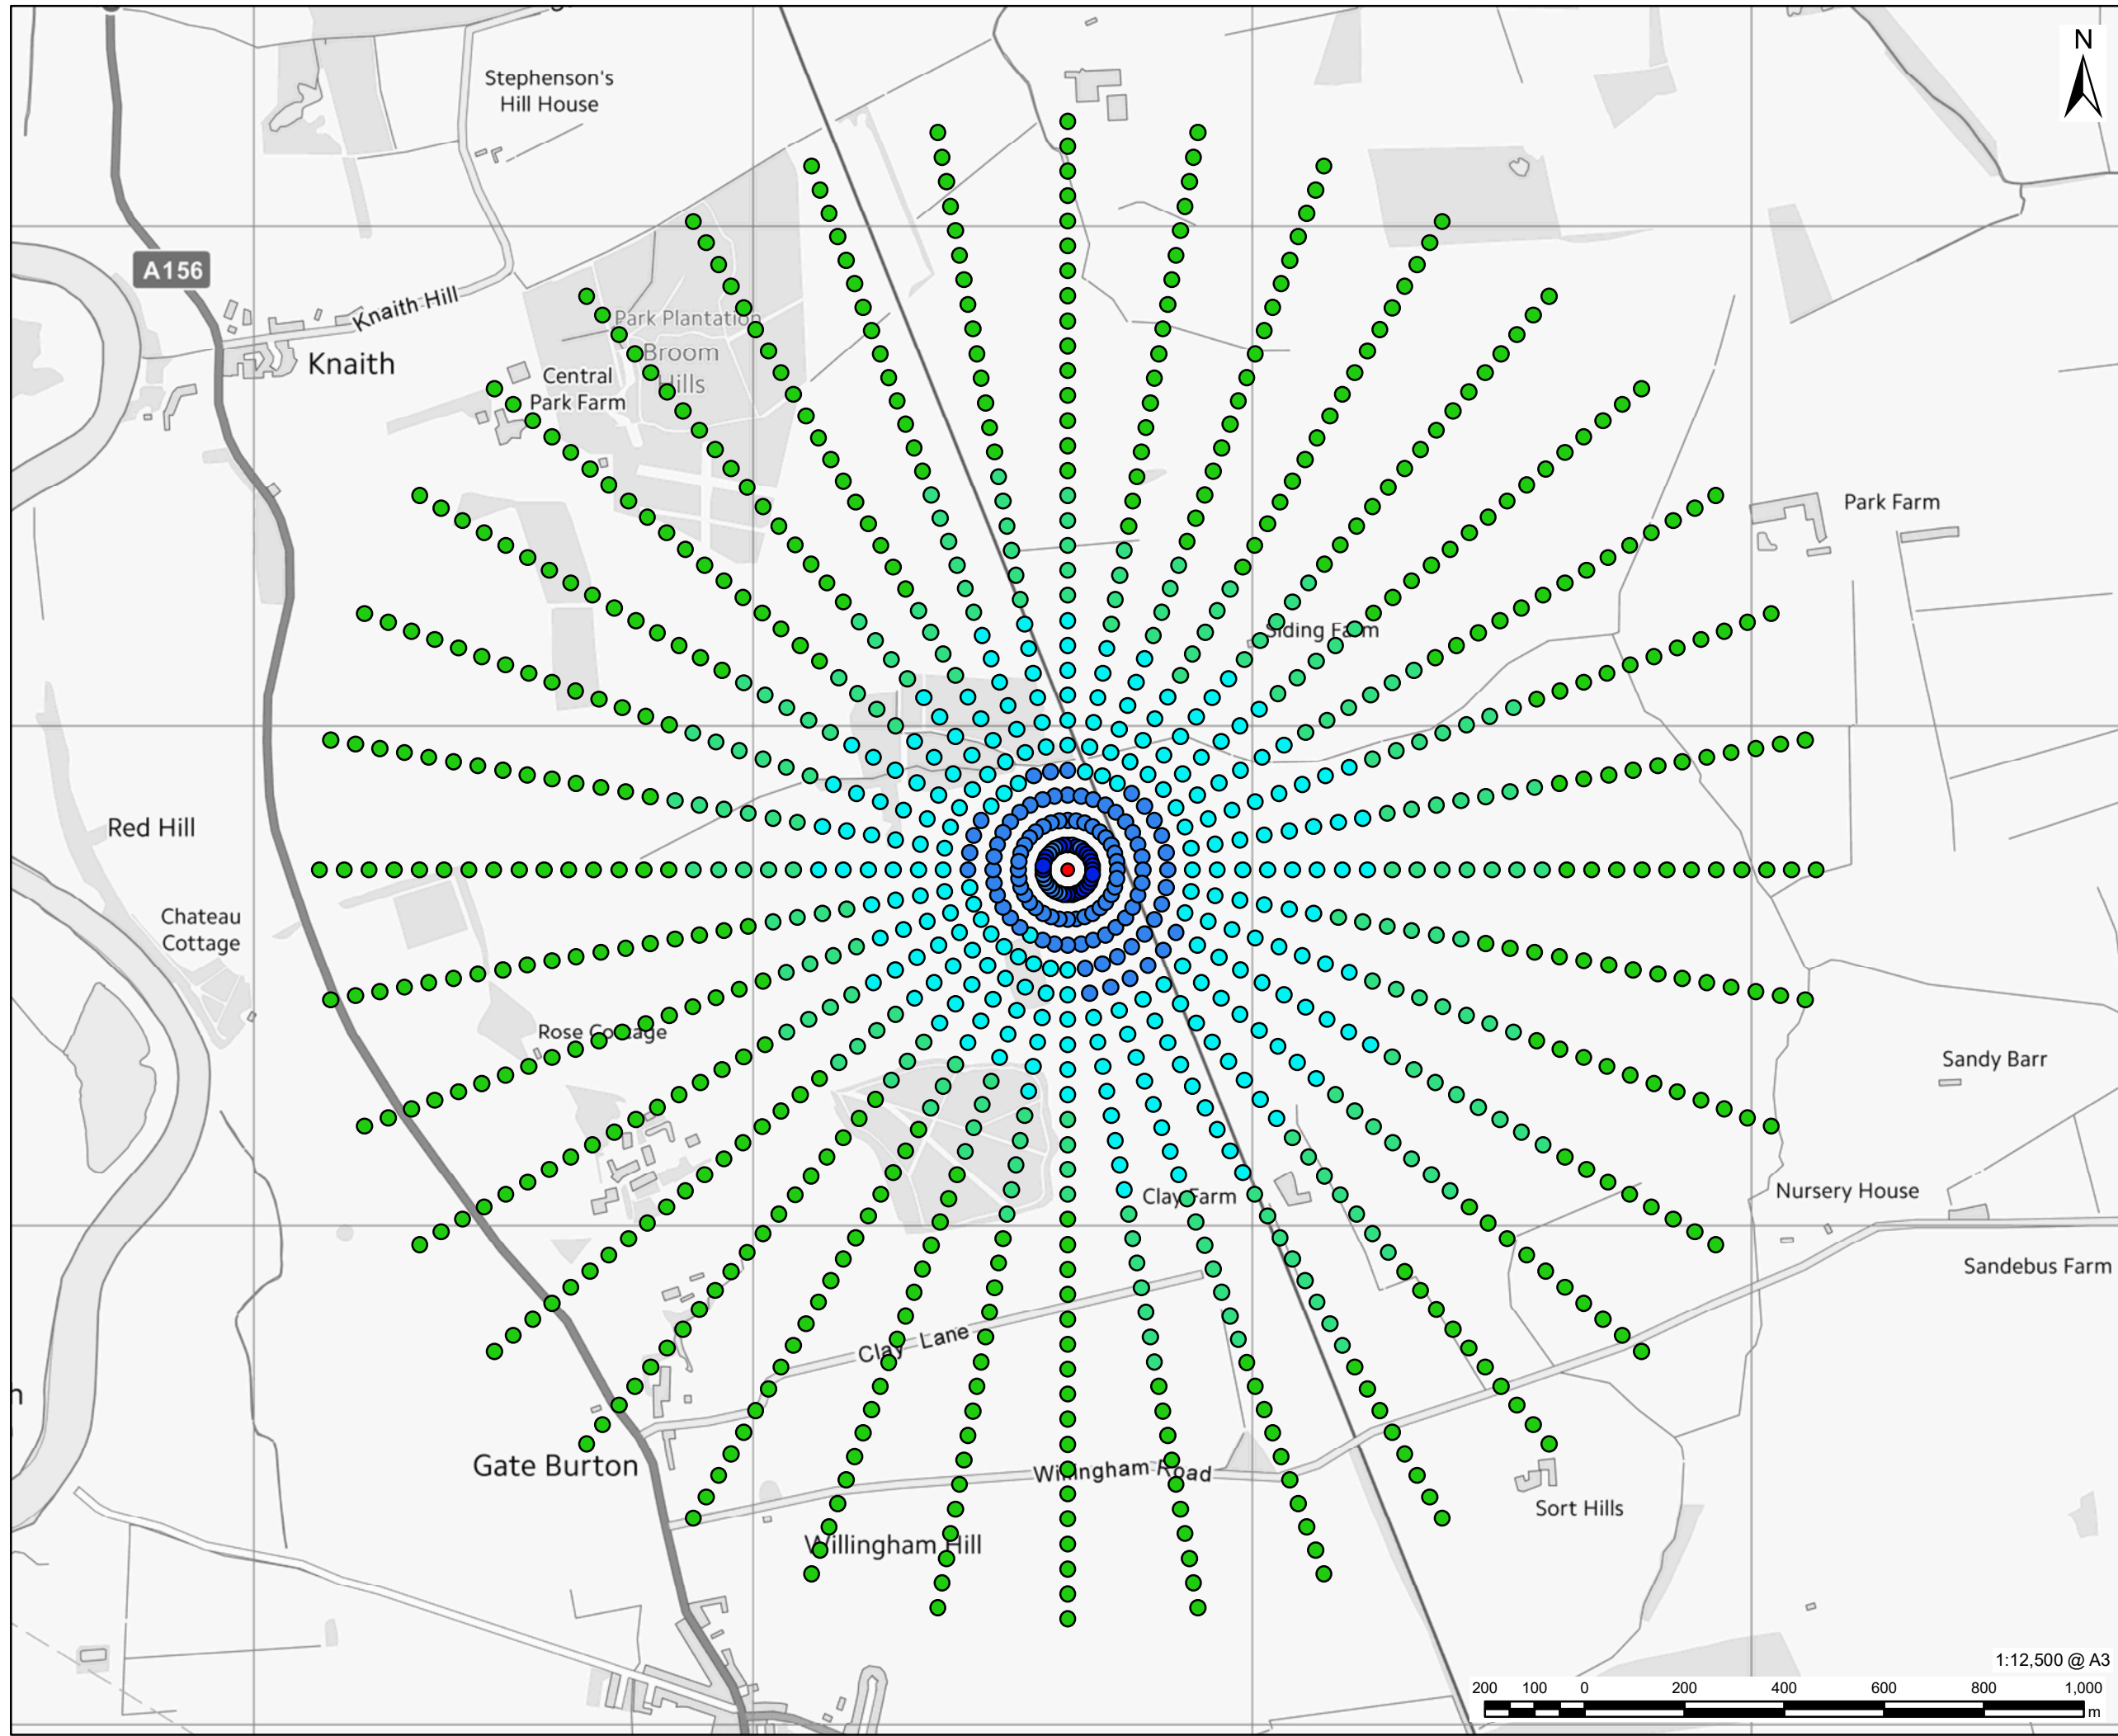 N
Stephenson's
Hill House
A156
Knaith Hill
Knaith
Park Plantation
Broom
Hills
Central
Park Farm
Park Farm
Siding Farm
Red Hill
Chateau
Cottage
Rose Cottage
Sandy Barr
Clay Farm
Nursery House
Sandebus Farm
Clay Lane
Gate Burton
Willingham Road
Sort Hills
Willingham Hill
1:12,500 @ A3
200 100 0 200 400 600 800 1,000
m